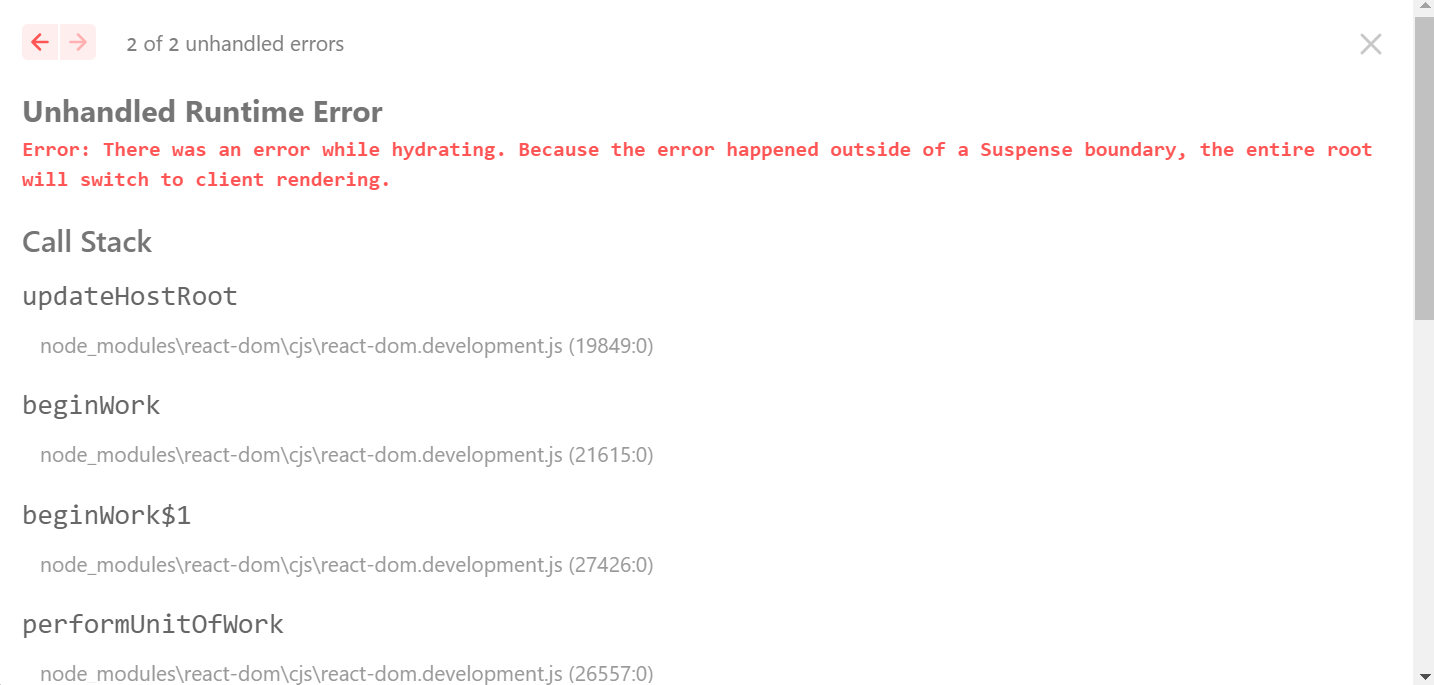 2 of 2 unhandled errors
Unhandled Runtime Error
Error: There was an error while hydrating. Because the error happened outside of a Suspense boundary, the entire root
will switch to client rendering.
Call Stack
updateHostRoot
node_modules\react-dom\cjs\react-dom.development.js (19849:0)
beginWork
node_modules\react-dom\cjs\react-dom.development.js (21615:0)
beginWork$1
node_modules\react-dom\cjs\react-dom.development.js (27426:0)
performUnitOfWork
node_modules\react-dom\cjs\react-dom.development.js (26557:0)